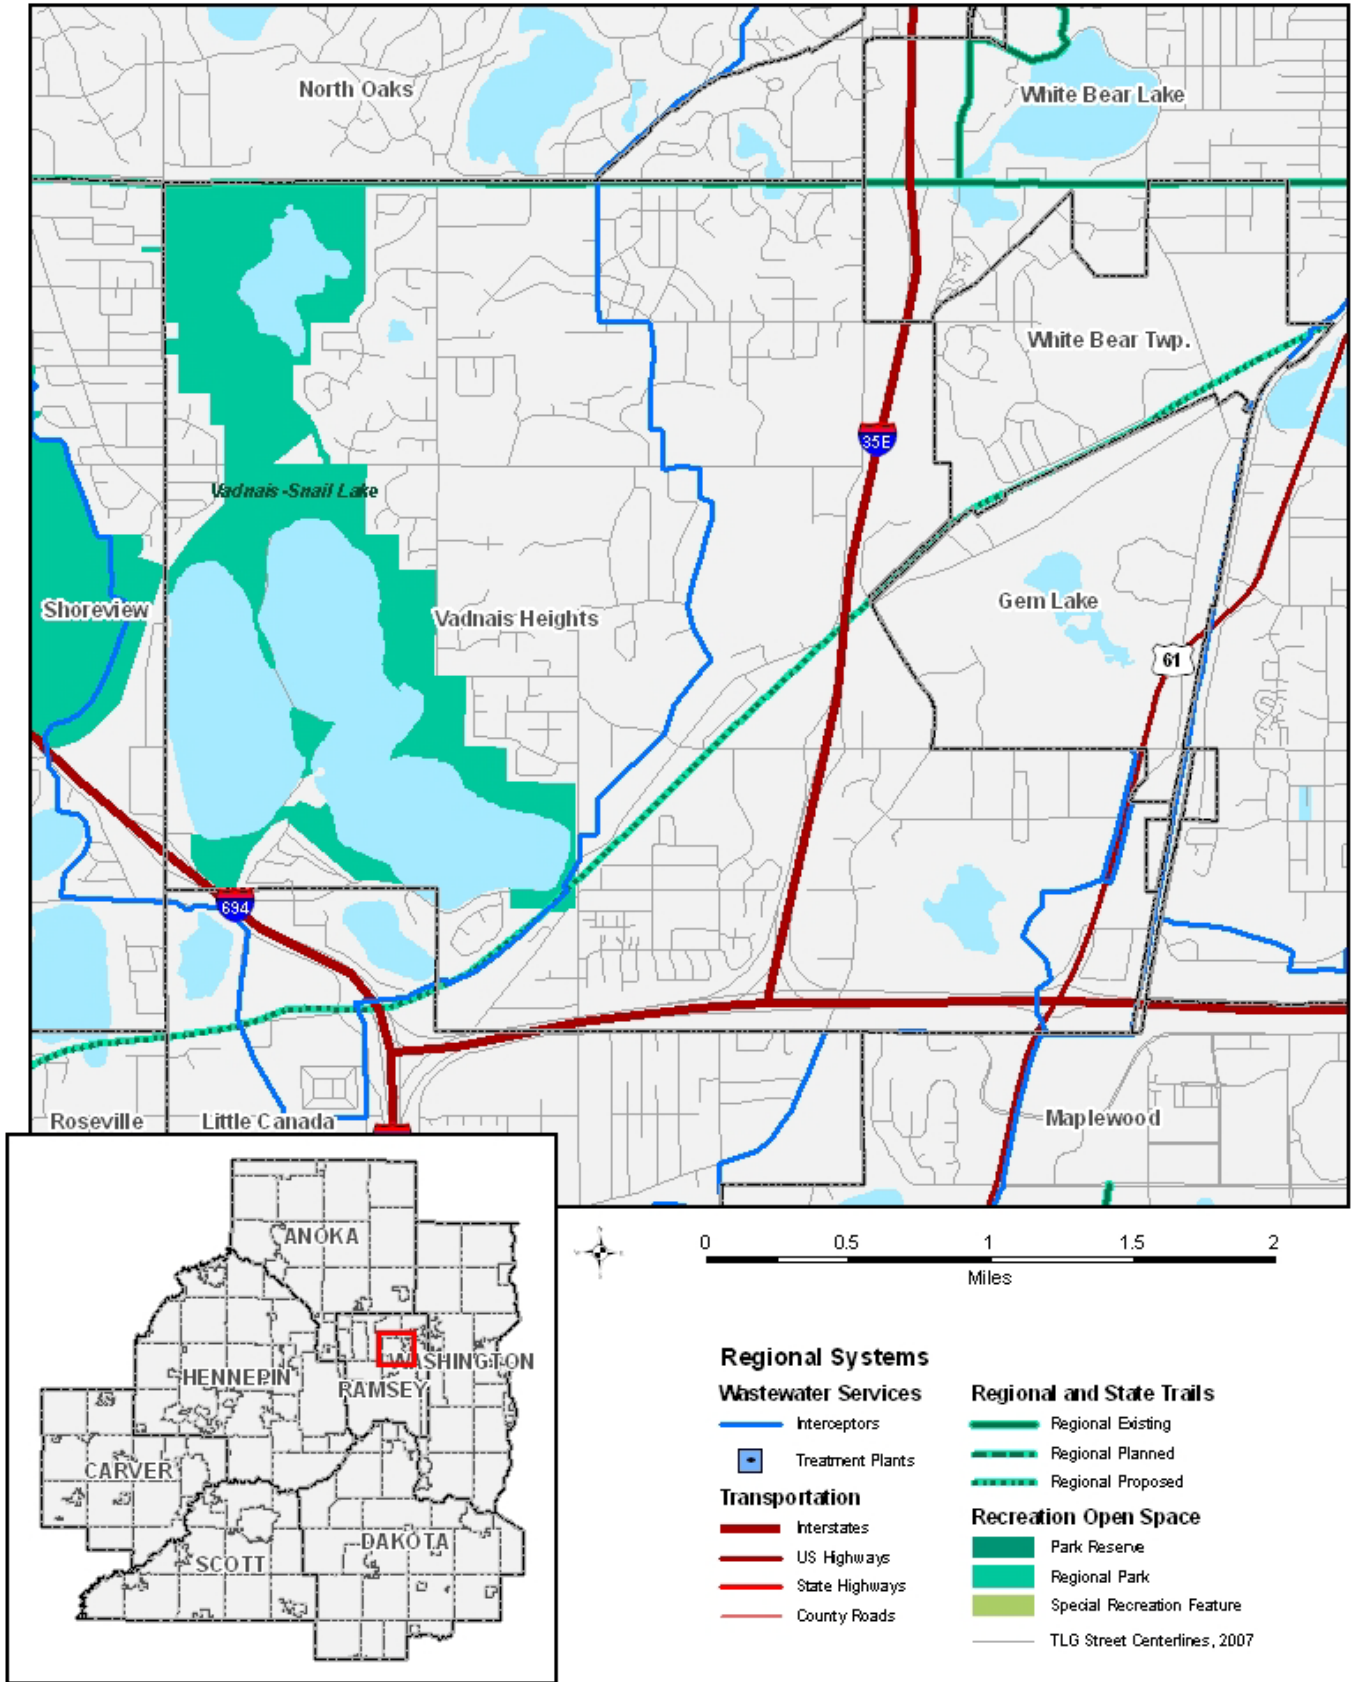 North Oaks
White Bear Lake
White Bear Twp.
35E
Vadnais-Snail Lake
Shoreview
Vadnais Heights
Gem Lake
61
694
Roseville
Little Canada
Maplewood
ANOKA
HENNEPIN
WASHINGTON
RAMSEY
CARVER
SCOTT
DAKOTA
0 0.5 1 1.5 2
Miles
Regional Systems
Wastewater Services
Interceptors
Treatment Plants
Transportation
Interstates
US Highways
State Highways
County Roads
Regional and State Trails
Regional Existing
Regional Planned
Regional Proposed
Recreation Open Space
Park Reserve
Regional Park
Special Recreation Feature
TLG Street Centerlines, 2007